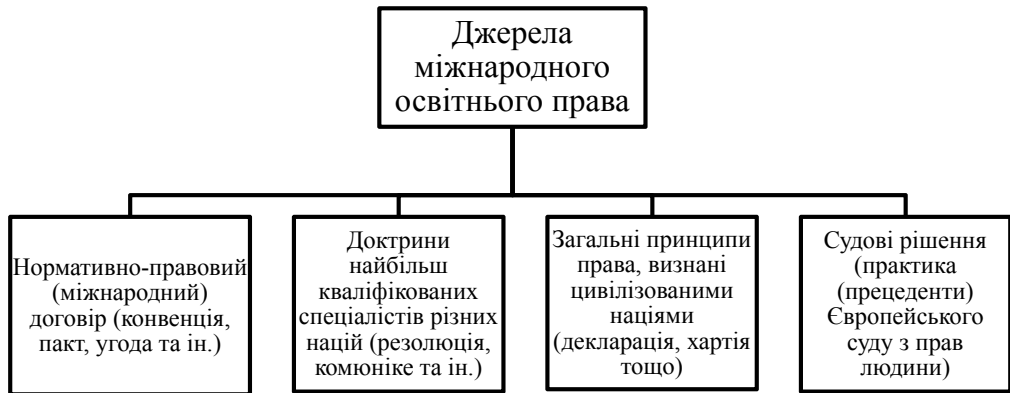 Джерела
міжнародного
освітнього права
Нормативно-правовий
(міжнародний)
договір (конвенція,
пакт, угода та ін.)
Доктрини
найбільш
кваліфікованих
спеціалістів різних
націй (резолюція,
комюніке та ін.)
Загальні принципи
права, визнані
цивілізованими
націями
(декларація, хартія
тощо)
Судові рішення
(практика
(прецеденти)
Європейського
суду з прав
людини)